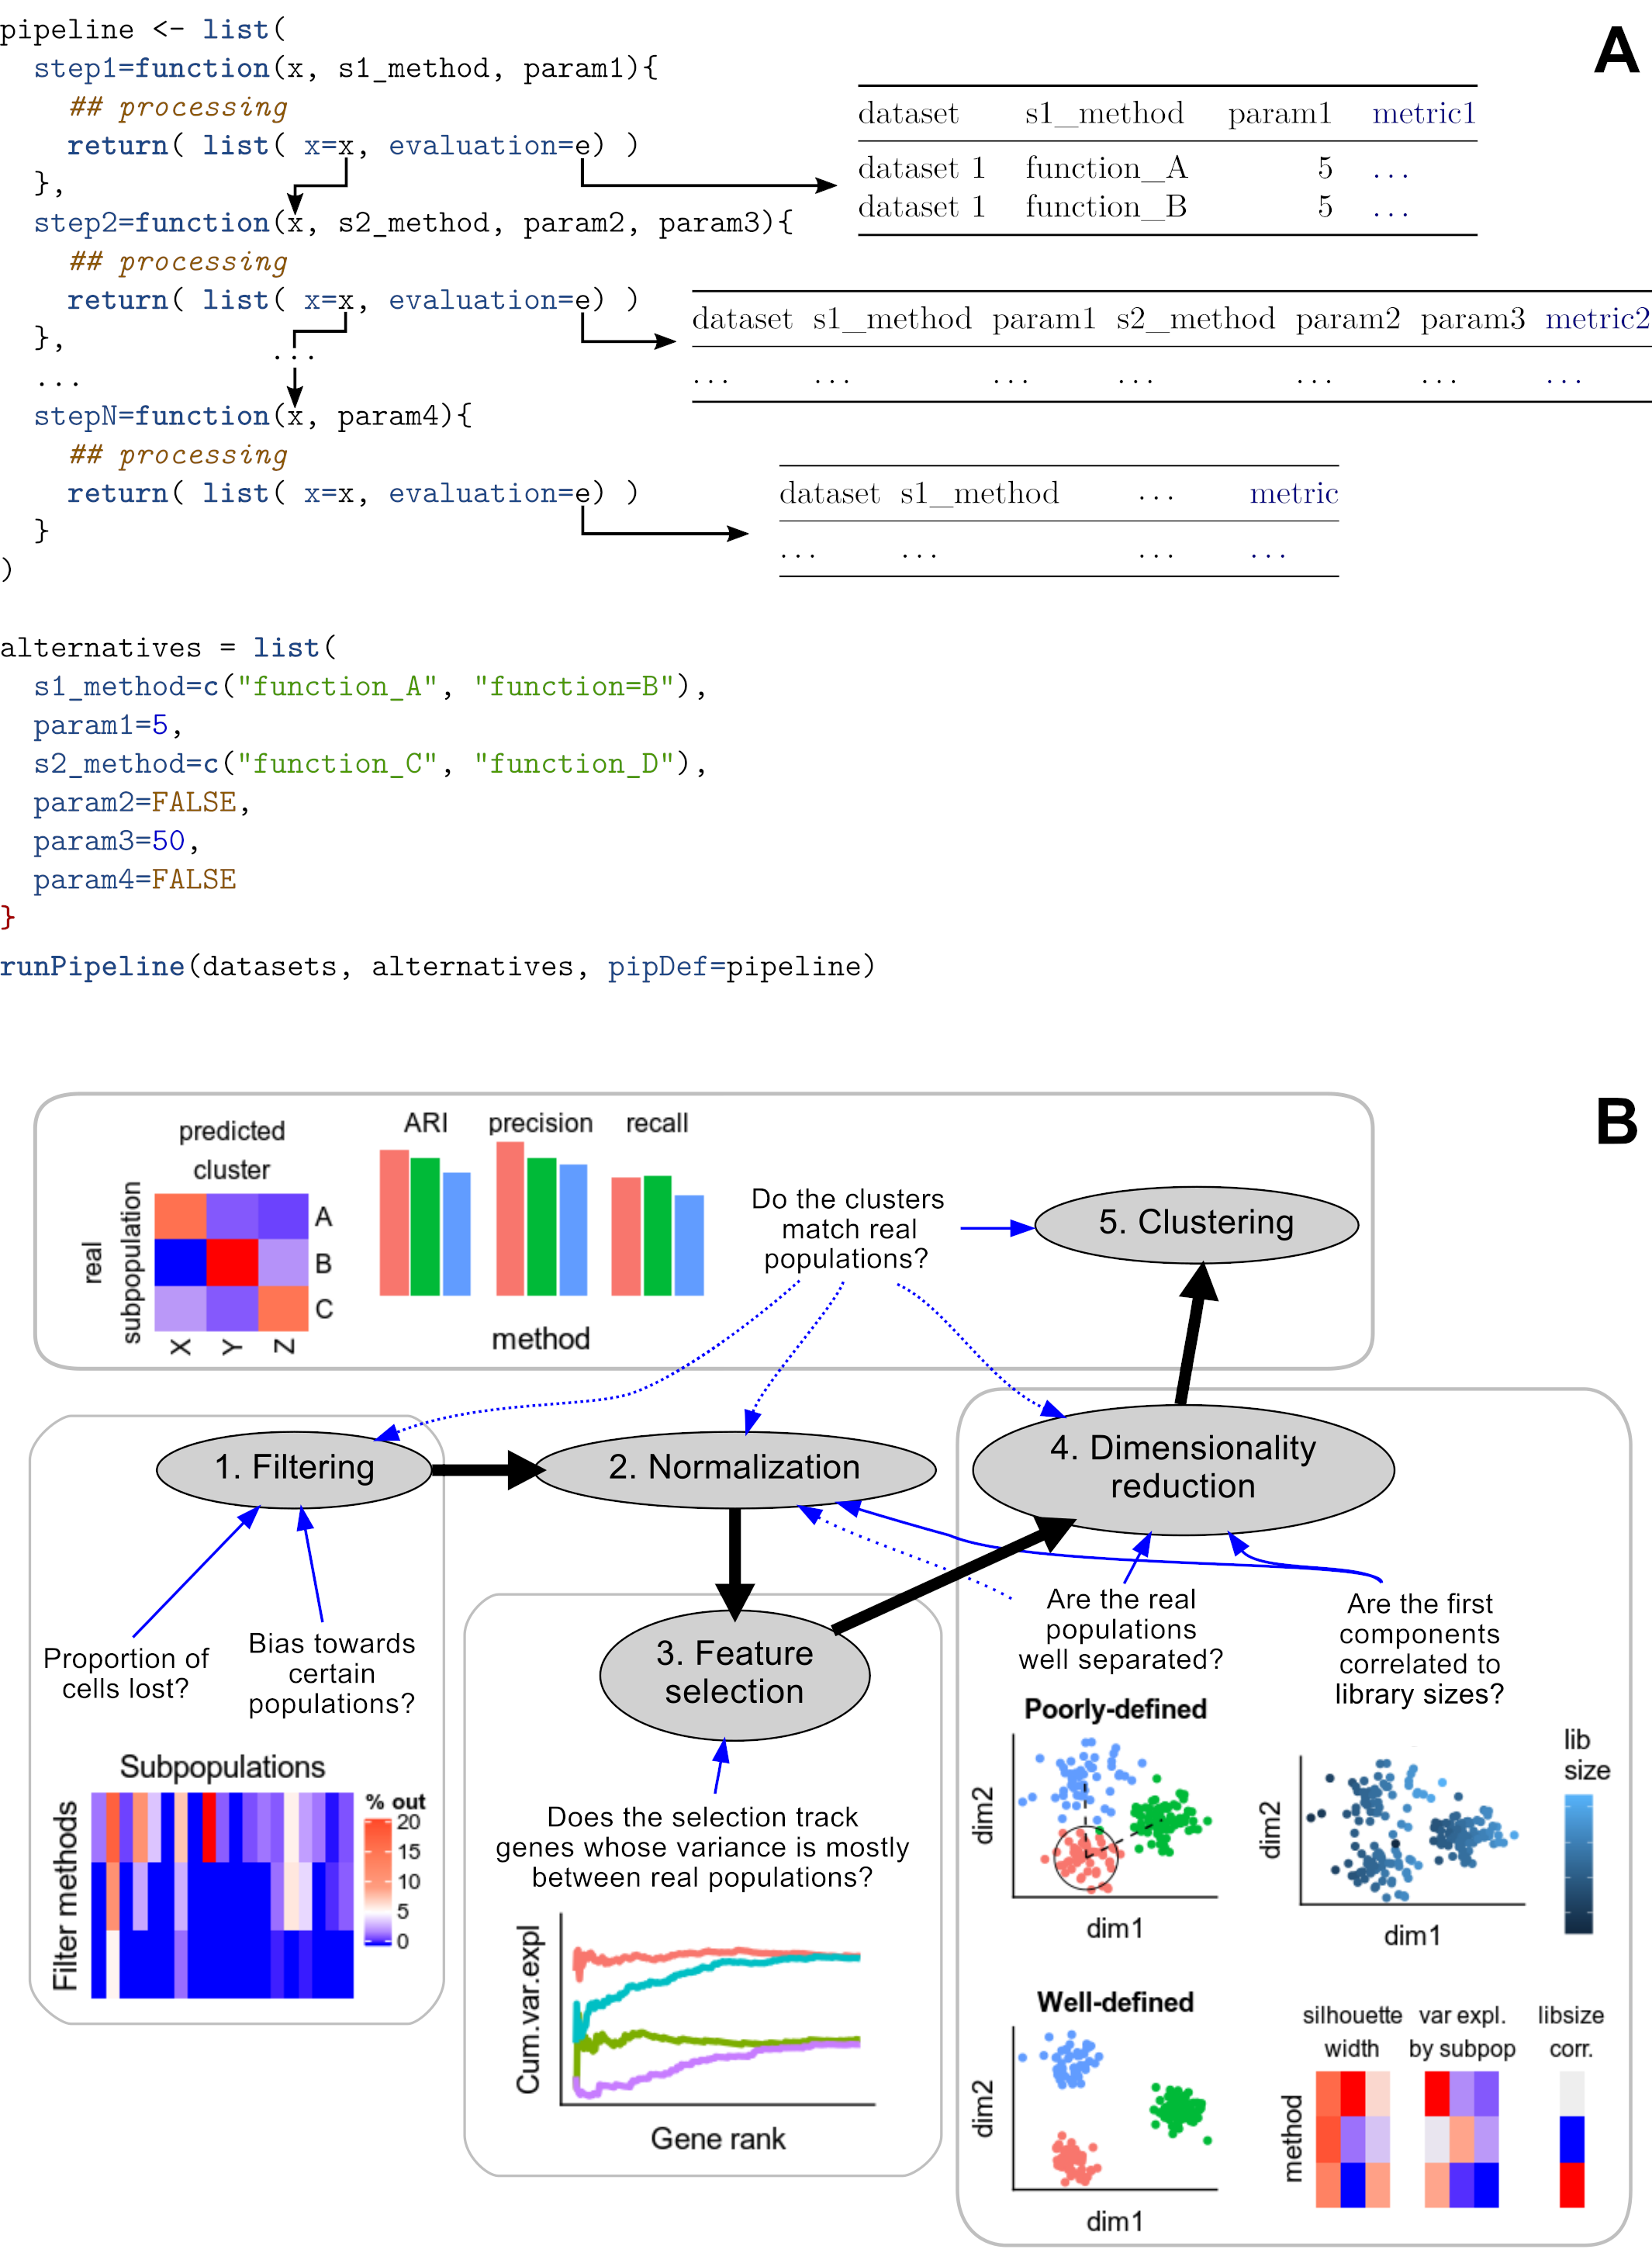 A
pipeline <- list(
step1=function(x, s1_method, param1){
## processing
return( list( x=x, evaluation=e) )
},
step2=function(x, s2_method, param2, param3){
## processing
return( list( x=x, evaluation=e) )
},
...
...
stepN=function(x, param4){
## processing
return( list( x=x, evaluation=e) )
}
)
dataset s1_method param1 metric1
dataset 1 function_A 5 ...
dataset 1 function_B 5 ...
dataset s1_method param1 s2_method param2 param3 metric2
... ... ... ... ... ... ...
dataset s1_method ... metric
... ... ... ...
alternatives = list(
s1_method=c("function_A", "function=B"),
param1=5,
s2_method=c("function_C", "function_D"),
param2=FALSE,
param3=50,
param4=FALSE
}
runPipeline(datasets, alternatives, pipDef=pipeline)
B
predicted
cluster
real
subpopulation
A
B
C
X Y Z
ARI precision recall
method
Do the clusters
match real
populations?
5. Clustering
1. Filtering
2. Normalization
4. Dimensionality
reduction
3. Feature
selection
Proportion of
cells lost?
Bias towards
certain
populations?
Subpopulations
Filter methods
% out
20
15
10
5
0
Does the selection track
genes whose variance is mostly
between real populations?
Cum.var.expl
Gene rank
Are the real
populations
well separated?
Are the first
components
correlated to
library sizes?
Poorly-defined
dim2
dim1
dim2
dim1
lib
size
Well-defined
dim2
dim1
silhouette
width
var expl.
by subpop
libsize
corr.
method